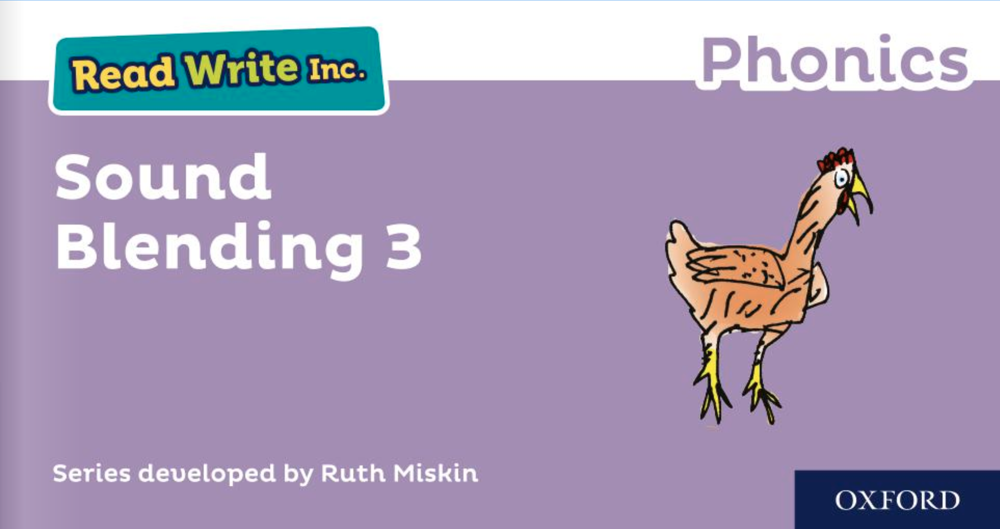 Read Write Inc.
Phonics
Sound
Blending 3
Series developed by Ruth Miskin
OXFORD